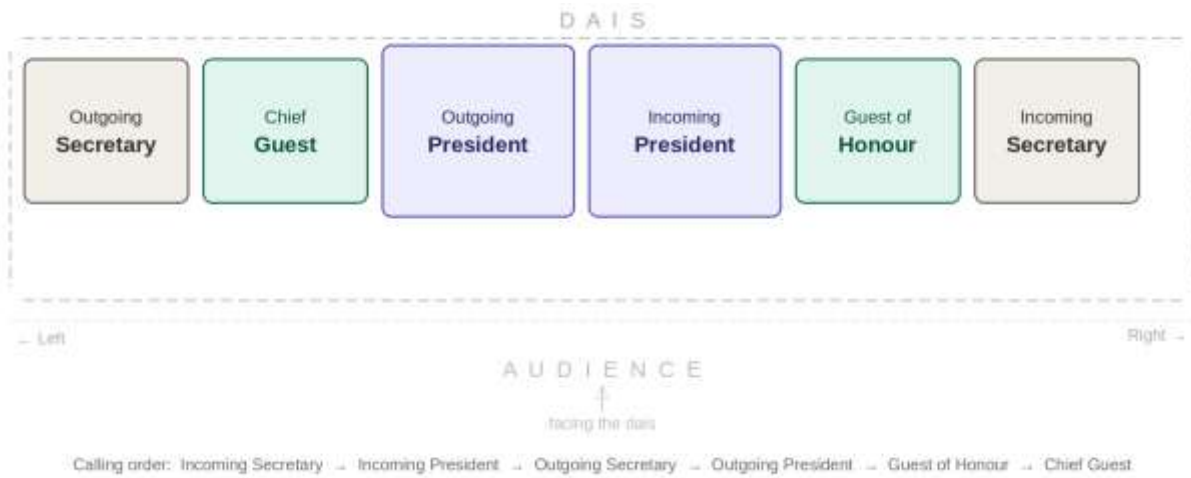 DAIS
Outgoing
Secretary
Chief
Guest
Outgoing
President
Incoming
President
Guest of
Honour
Incoming
Secretary
← Left
Right →
AUDIENCE
facing the dais
Calling order: Incoming Secretary → Incoming President → Outgoing Secretary → Outgoing President → Guest of Honour → Chief Guest